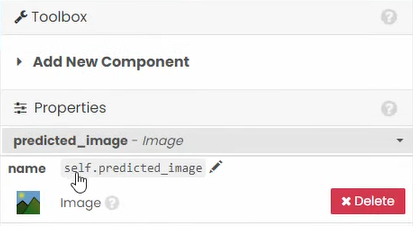 Toolbox ?
Add New Component
Properties ?
predicted_image - Image
name self.predicted_image
Image ? Delete